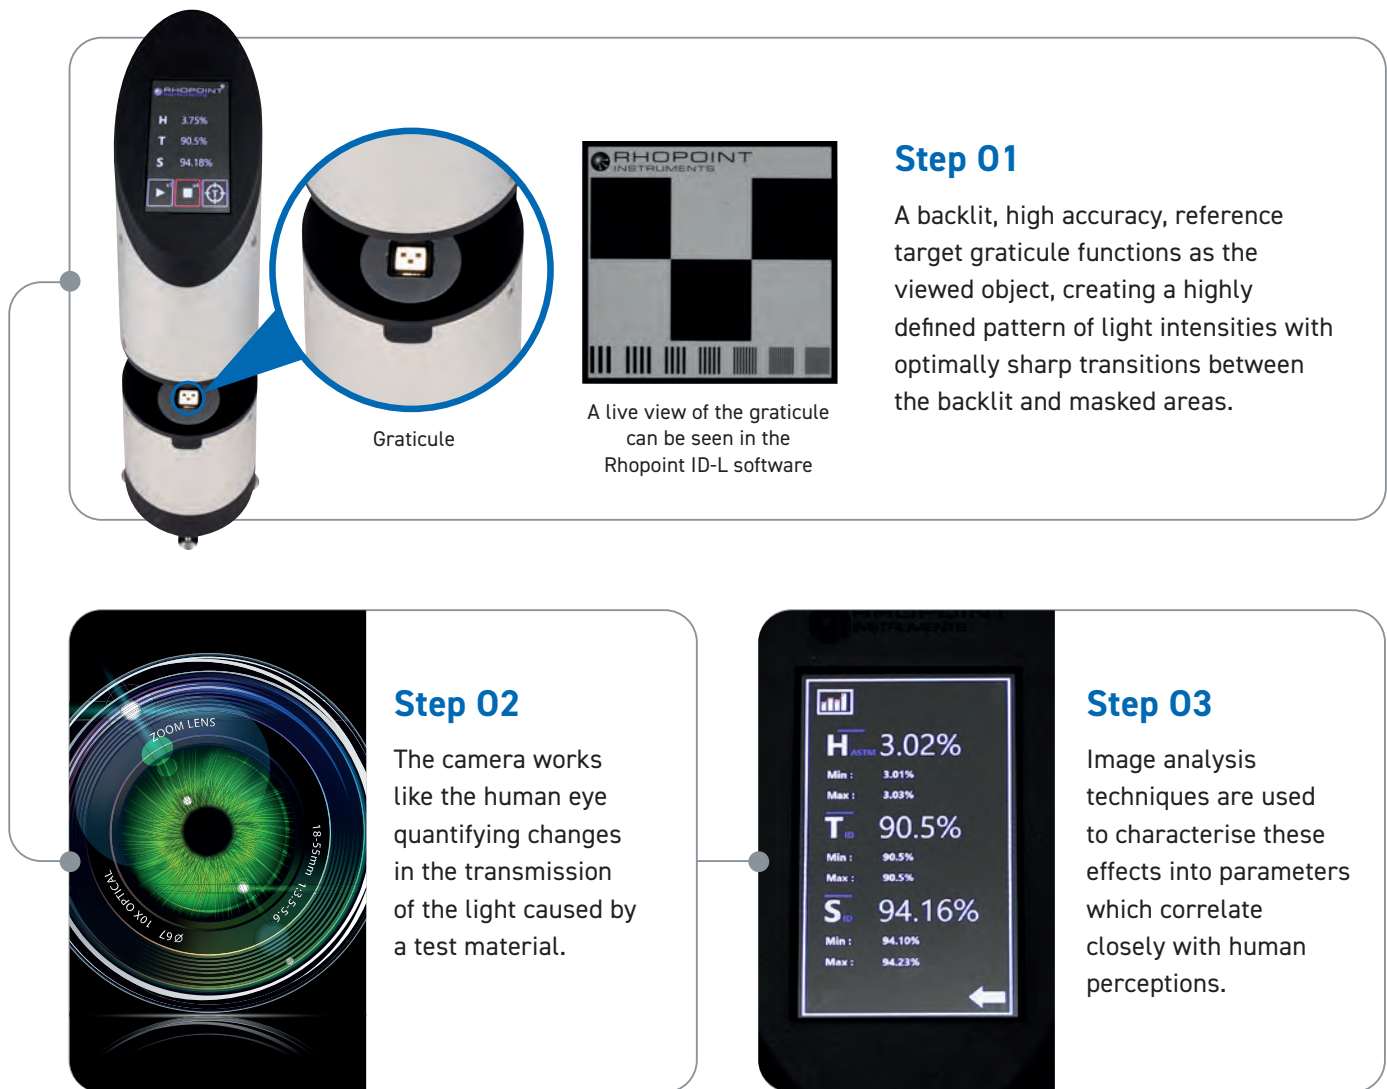 RHOPOINT
INSTRUMENTS
H 3.75%
T 90.5%
S 94.18%
Graticule
RHOPOINT
INSTRUMENTS
A live view of the graticule
can be seen in the
Rhopoint ID-L software
Step 01
A backlit, high accuracy, reference
target graticule functions as the
viewed object, creating a highly
defined pattern of light intensities with
optimally sharp transitions between
the backlit and masked areas.
ZOOM LENS
18-55mm 1:3.5-5.6
Ø 67 10X OPTICAL
Step 02
The camera works
like the human eye
quantifying changes
in the transmission
of the light caused by
a test material.
RHOPOINT
INSTRUMENTS
H ASTM 3.02%
Min : 3.01%
Max : 3.03%
T ID 90.5%
Min : 90.5%
Max : 90.5%
S ID 94.16%
Min : 94.10%
Max : 94.23%
Step 03
Image analysis
techniques are used
to characterise these
effects into parameters
which correlate
closely with human
perceptions.